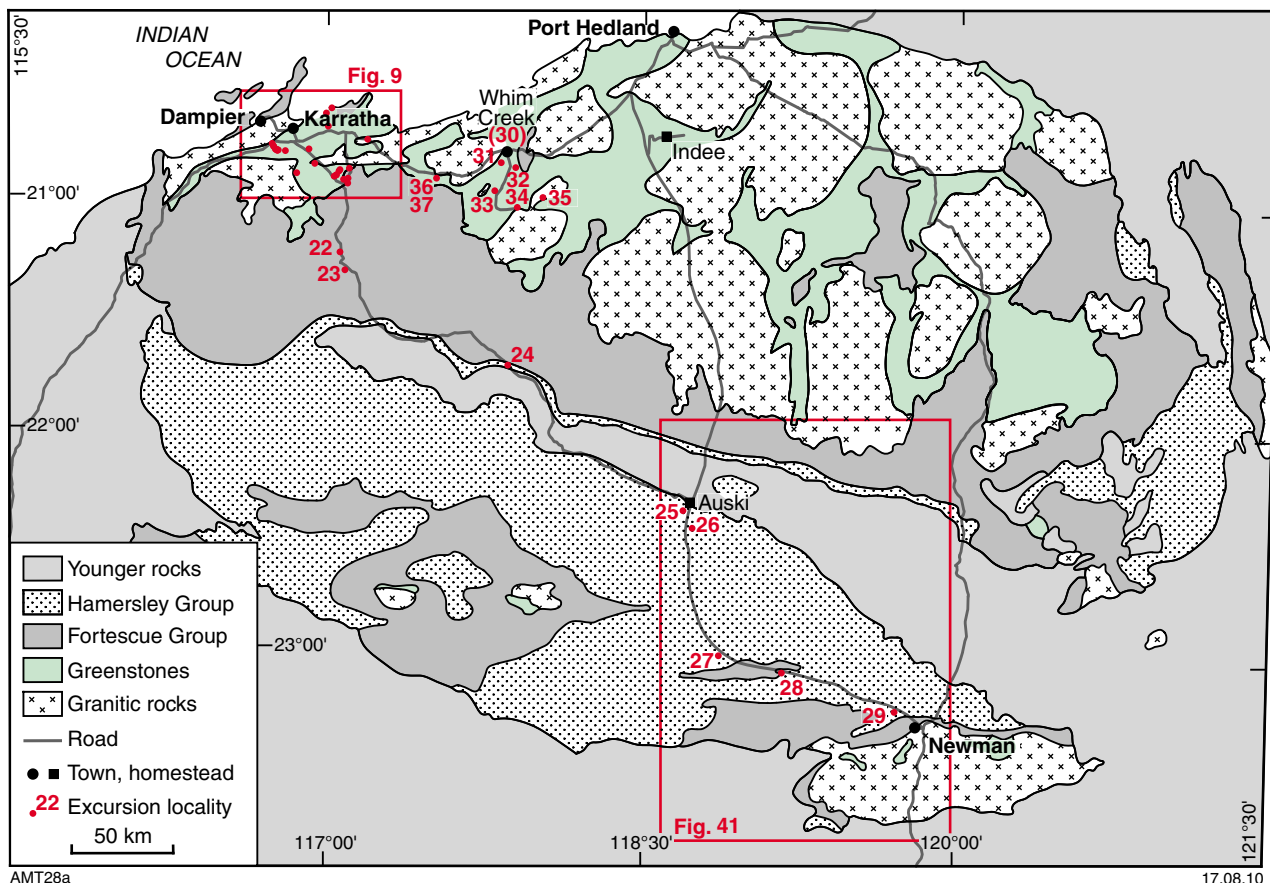 115°30'
INDIAN
OCEAN
Port Hedland
Fig. 9
Dampier
Karratha
Whim
Creek
(30)
31
Indee
32
36
37
33
34
35
21°00'
22
23
24
22°00'
Auski
25
26
Younger rocks
Hamersley Group
Fortescue Group
Greenstones
Granitic rocks
Road
Town, homestead
22
Excursion locality
50 km
23°00'
27
28
29
Newman
Fig. 41
117°00'
118°30'
120°00'
121°30'
AMT28a
17.08.10